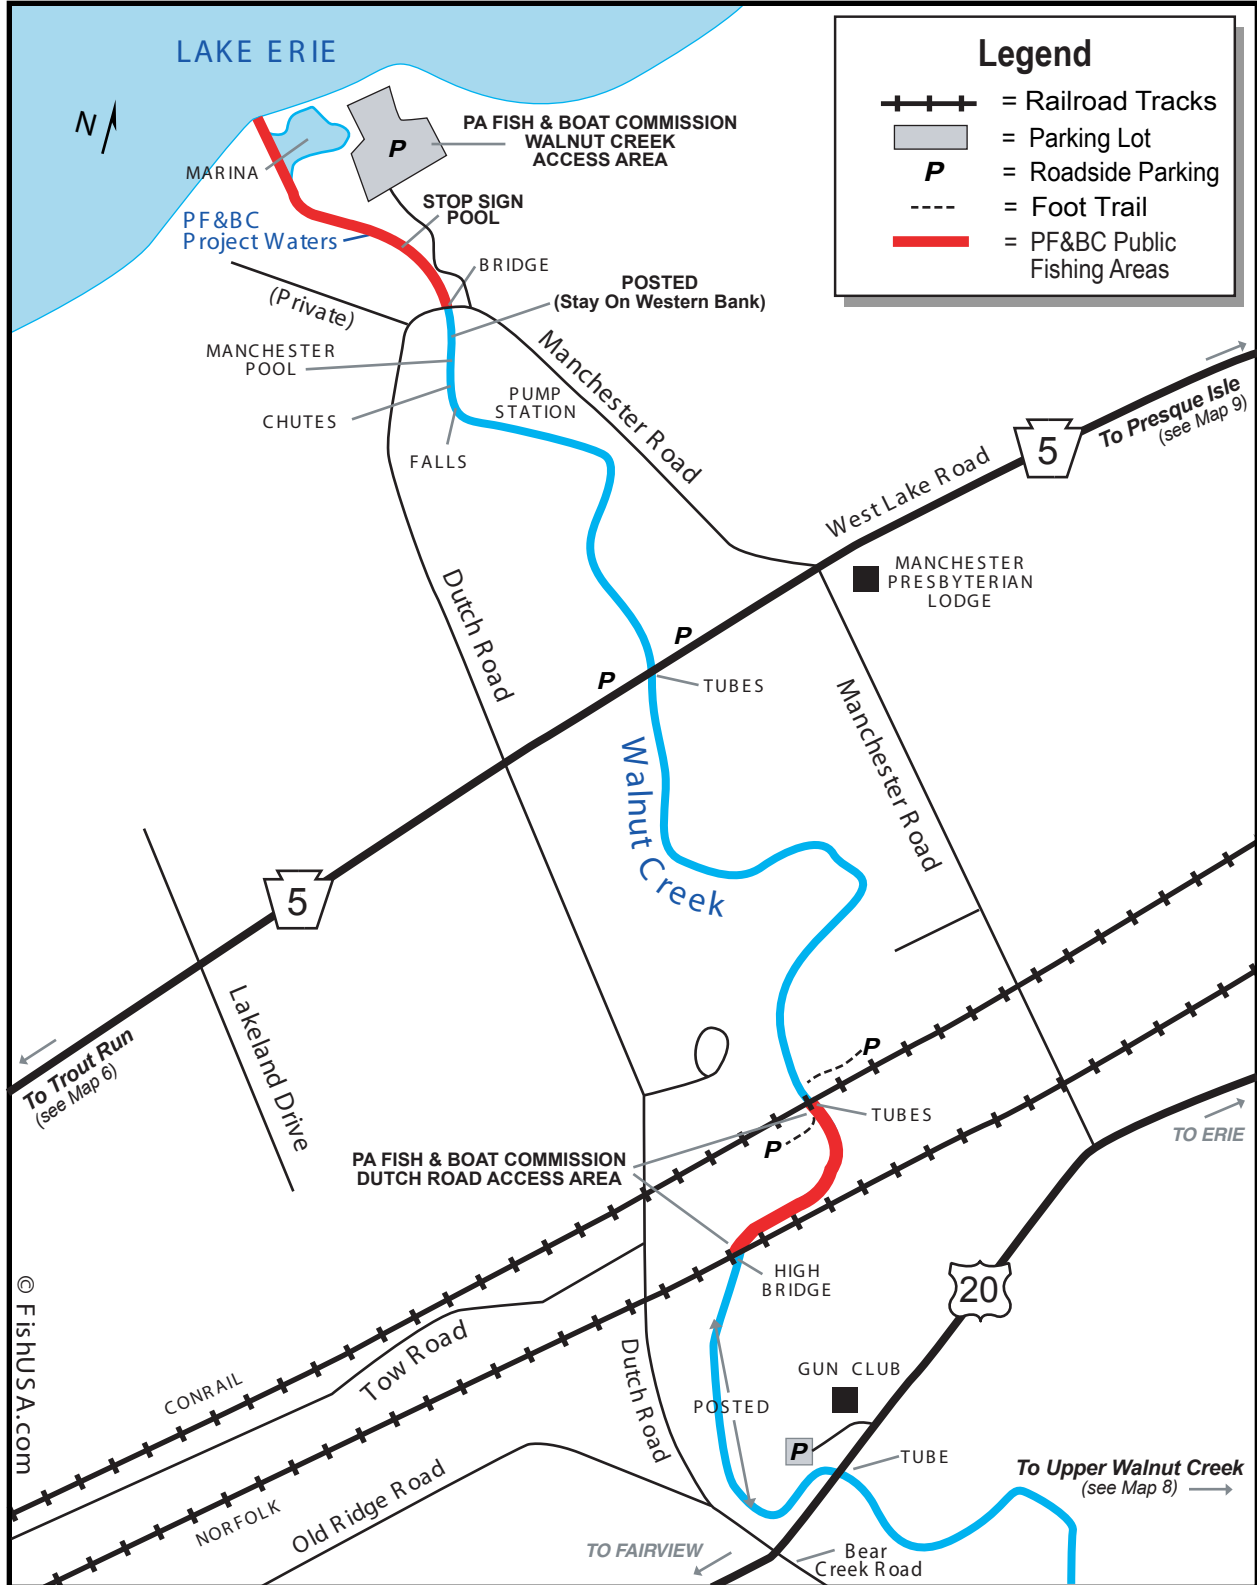 LAKE ERIE
N
MARINA
P
PA FISH & BOAT COMMISSION
WALNUT CREEK
ACCESS AREA
Legend
= Railroad Tracks
= Parking Lot
P = Roadside Parking
= Foot Trail
= PF&BC Public
Fishing Areas
STOP SIGN
POOL
PF&BC
Project Waters
BRIDGE
(Private)
POSTED
(Stay On Western Bank)
MANCHESTER
POOL
CHUTES
FALLS
PUMP
STATION
Manchester Road
5
To Presque Isle
(see Map 9)
West Lake Road
MANCHESTER
PRESBYTERIAN
LODGE
Dutch Road
P
P
TUBES
Walnut Creek
Manchester Road
5
To Trout Run
(see Map 6)
Lakeland Drive
P
TUBES
P
PA FISH & BOAT COMMISSION
DUTCH ROAD ACCESS AREA
TO ERIE
HIGH
BRIDGE
20
© FishUSA.com
CONRAIL
Tow Road
Dutch Road
GUN CLUB
POSTED
P
TUBE
To Upper Walnut Creek
(see Map 8)
NORFOLK
Old Ridge Road
TO FAIRVIEW
Bear
Creek Road